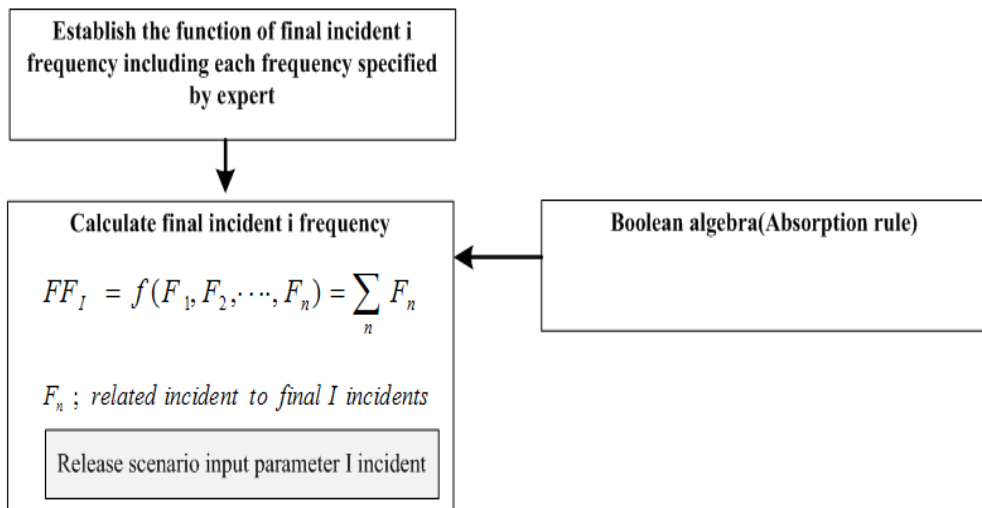 Establish the function of final incident i
frequency including each frequency specified
by expert
Calculate final incident i frequency
FF_I = f(F_1, F_2, ····, F_n) = ∑_n F_n
F_n ; related incident to final I incidents
Release scenario input parameter I incident
Boolean algebra(Absorption rule)